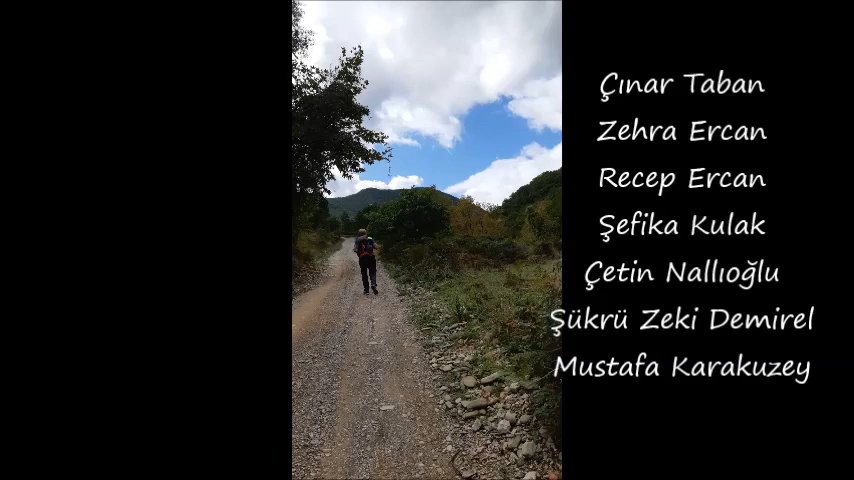 Çınar Taban
Zehra Ercan
Recep Ercan
Şefika Kulak
Çetin Nallıoğlu
Şükrü Zeki Demirel
Mustafa Karakuzey